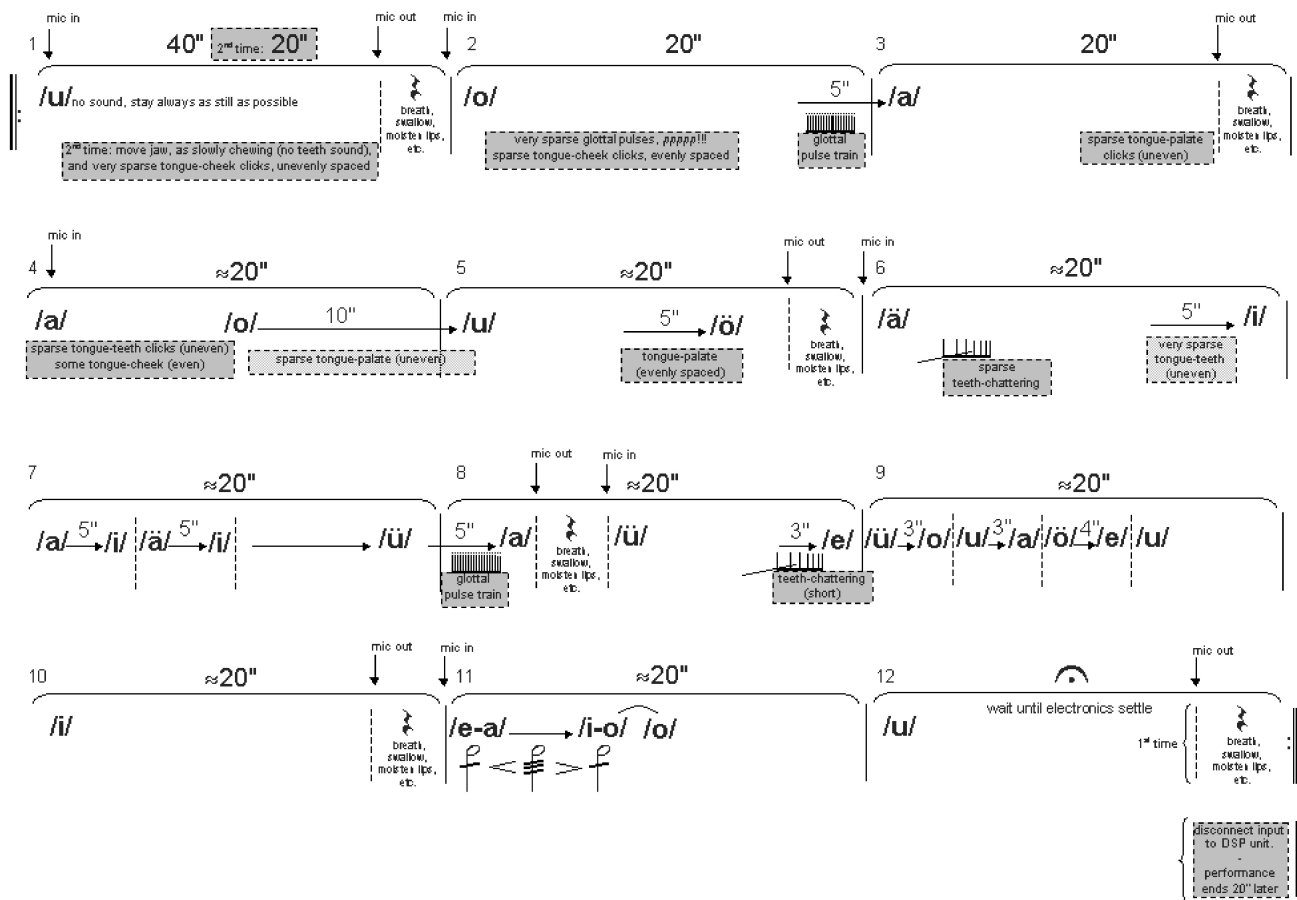 mic in
mic out
mic in
mic out
1
40"
2nd time: 20"
2
20"
3
20"
/u/ no sound, stay always as still as possible
breath,
swallow,
moisten lips,
etc.
2nd time: move jaw, as slowly chewing (no teeth sound),
and very sparse tongue-cheek clicks, unevenly spaced
/o/
5"
very sparse glottal pulses, ppppp!!!
sparse tongue-cheek clicks, evenly spaced
glottal
pulse train
/a/
sparse tongue-palate
clicks (uneven)
breath,
swallow,
moisten lips,
etc.
mic in
mic out
mic in
4
≈20"
5
≈20"
6
≈20"
/a/
/o/
10"
/u/
5"
/ö/
sparse tongue-teeth clicks (uneven)
some tongue-cheek (even)
sparse tongue-palate (uneven)
tongue-palate
(evenly spaced)
breath,
swallow,
moisten lips,
etc.
/ä/
5"
/i/
sparse
teeth-chattering
very sparse
tongue-teeth
(uneven)
mic out
mic in
7
≈20"
8
≈20"
9
≈20"
/a/ 5" /i/ /ä/ 5" /i/ /ü/
5"
/a/
glottal
pulse train
breath,
swallow,
moisten lips,
etc.
/ü/
3"
/e/
teeth-chattering
(short)
/ü/ 3" /o/ /u/ 3" /a/ /ö/ 4" /e/ /u/
mic out
mic in
mic out
10
≈20"
11
≈20"
12
/i/
breath,
swallow,
moisten lips,
etc.
/e-a/ /i-o/ /o/
/u/
wait until electronics settle
1st time
breath,
swallow,
moisten lips,
etc.
disconnect input
to DSP unit.
-
performance
ends 20" later